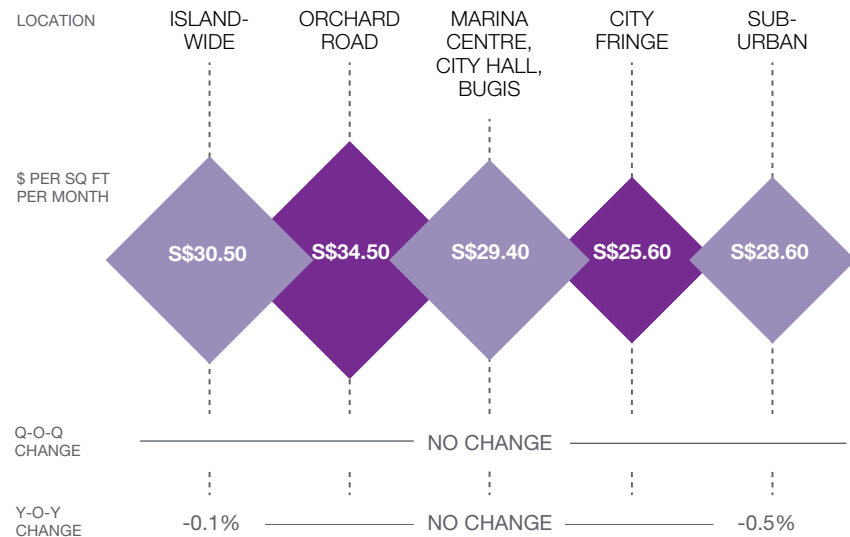 LOCATION
ISLAND-
WIDE
ORCHARD
ROAD
MARINA
CENTRE,
CITY HALL,
BUGIS
CITY
FRINGE
SUB-
URBAN
$ PER SQ FT
PER MONTH
S$30.50
S$34.50
S$29.40
S$25.60
S$28.60
Q-O-Q
CHANGE
NO CHANGE
Y-O-Y
CHANGE
-0.1%
NO CHANGE
-0.5%